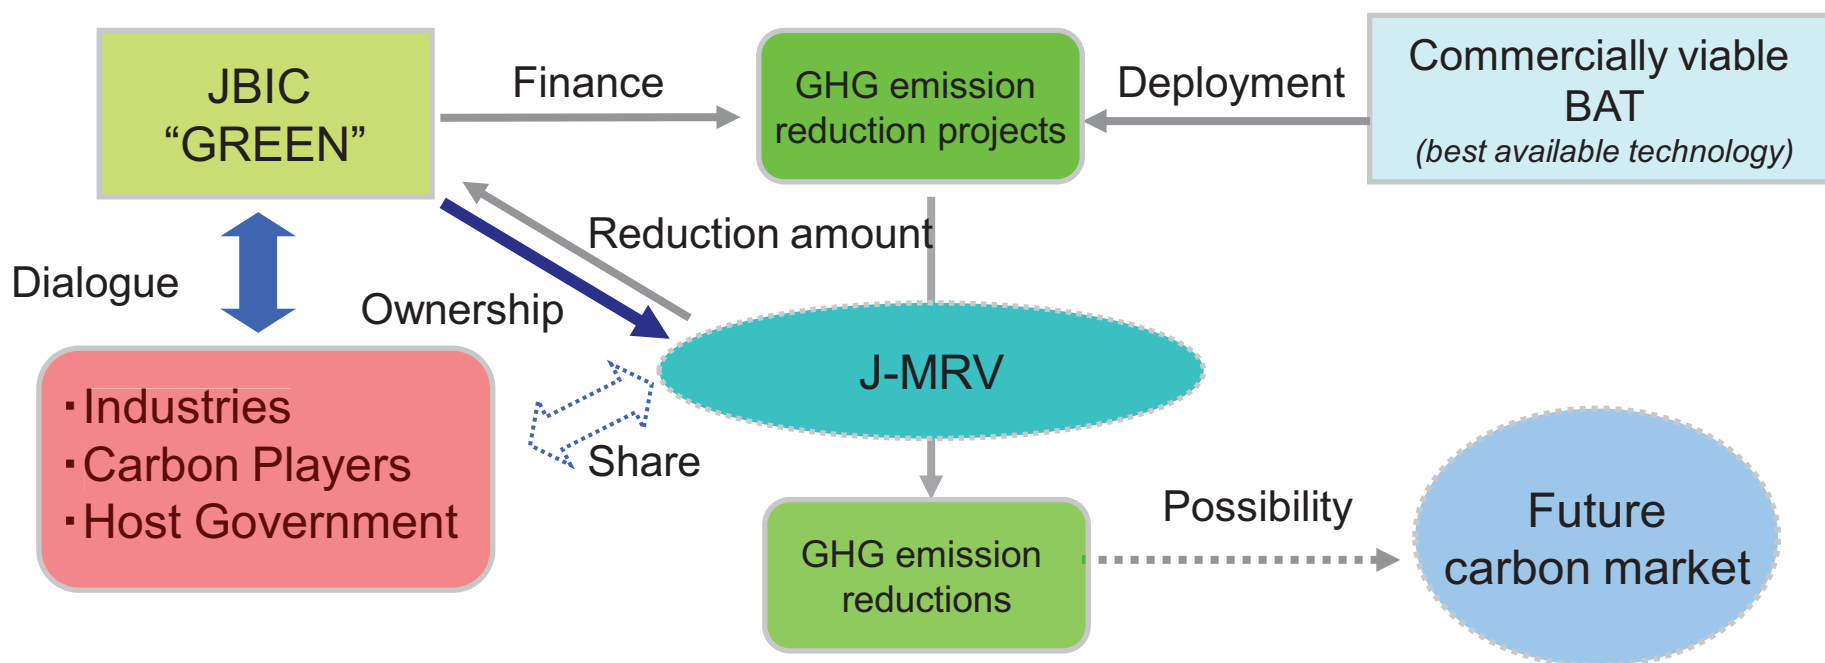 JBIC
“GREEN”
Finance
GHG emission
reduction projects
Deployment
Commercially viable
BAT
(best available technology)
Reduction amount
Dialogue
Ownership
J-MRV
・Industries
・Carbon Players
・Host Government
Share
GHG emission
reductions
Possibility
Future
carbon market